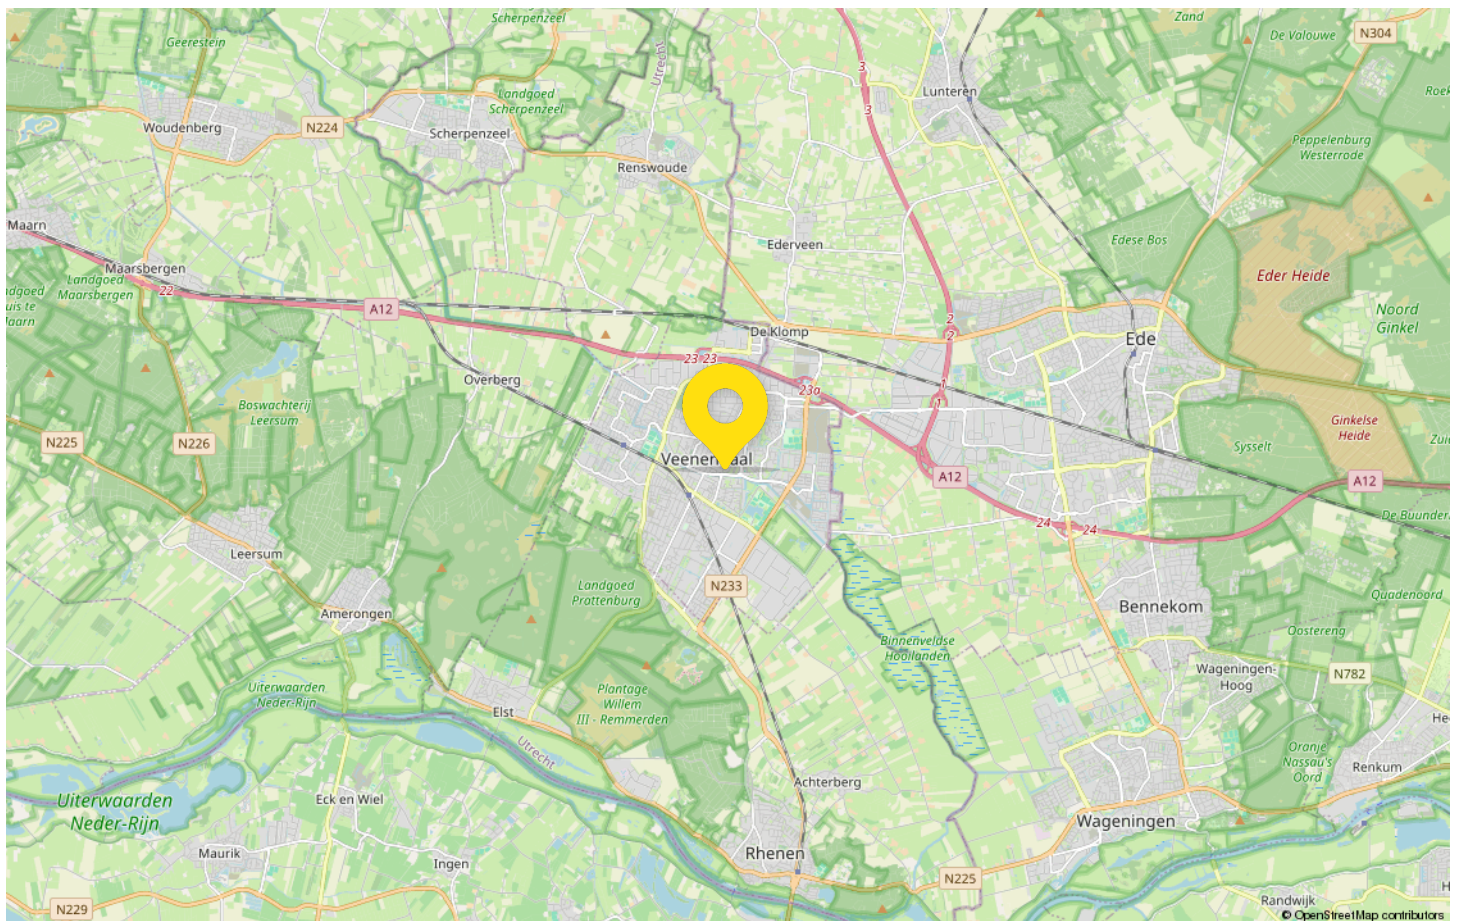 Scherpenzeel
Zand
De Valouwe
N304
Geerestein
Utrecht
3
3
Lunteren
Landgoed
Scherpenzeel
Woudenberg
N224
Scherpenzeel
Renswoude
Peppelenburg
Westerrode
Maarn
Ederveen
Edese Bos
Maarsbergen
Landgoed
Maarsbergen
22
Eder Heide
A12
Noord
Ginkel
2
2
De Klomp
Ede
23 23
Overberg
23a
1
1
Boswachterij
Leersum
N225
N226
Ginkelse
Heide
Sysselt
Veenendaal
A12
A12
24
24
Leersum
Landgoed
Prattenburg
N233
Amerongen
Bennekom
Quadenoord
Oostereng
Binnenveldse
Hooilanden
Wageningen-
Hoog
N782
Uiterwaarden
Neder-Rijn
Plantage
Willem
III - Remmerden
Elst
Utrecht
Oranje
Nassau's
Oord
Renkum
Achterberg
Uiterwaarden
Neder-Rijn
Eck en Wiel
Wageningen
Maurik
Ingen
Rhenen
N225
N229
Randwijk
© OpenStreetMap contributors